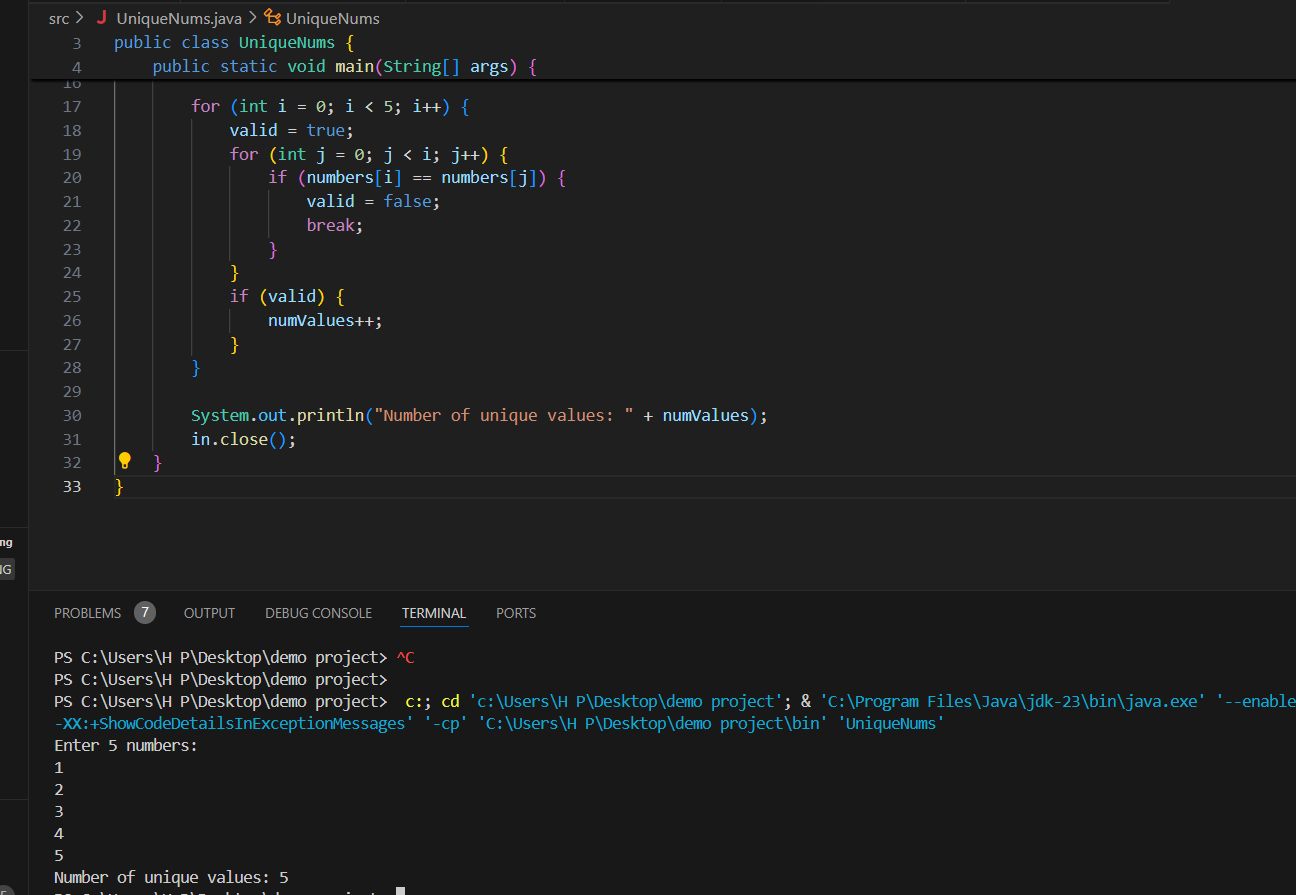 src > J UniqueNums.java > UniqueNums
3 public class UniqueNums {
4 public static void main(String[] args) {
16
17 for (int i = 0; i < 5; i++) {
18 valid = true;
19 for (int j = 0; j < i; j++) {
20 if (numbers[i] == numbers[j]) {
21 valid = false;
22 break;
23 }
24 }
25 if (valid) {
26 numValues++;
27 }
28 }
29
30 System.out.println("Number of unique values: " + numValues);
31 in.close();
32 }
33 }
ng
NG
PROBLEMS 7 OUTPUT DEBUG CONSOLE TERMINAL PORTS
PS C:\Users\H P\Desktop\demo project> ^C
PS C:\Users\H P\Desktop\demo project>
PS C:\Users\H P\Desktop\demo project> c:; cd 'c:\Users\H P\Desktop\demo project'; & 'C:\Program Files\Java\jdk-23\bin\java.exe' '--enable
-XX:+ShowCodeDetailsInExceptionMessages' '-cp' 'C:\Users\H P\Desktop\demo project\bin' 'UniqueNums'
Enter 5 numbers:
1
2
3
4
5
Number of unique values: 5